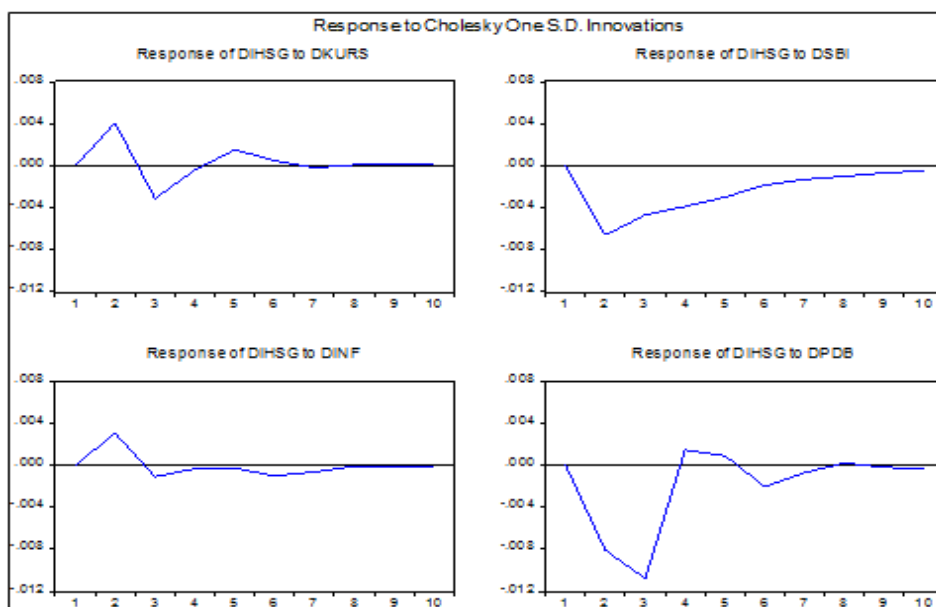 Response to Cholesky One S.D. Innovations
Response of DIHSG to DKURS
.008
.004
.000
-.004
-.008
-.012
1 2 3 4 5 6 7 8 9 10
Response of DIHSG to DSBI
.008
.004
.000
-.004
-.008
-.012
1 2 3 4 5 6 7 8 9 10
Response of DIHSG to DINF
.008
.004
.000
-.004
-.008
-.012
1 2 3 4 5 6 7 8 9 10
Response of DIHSG to DPDB
.008
.004
.000
-.004
-.008
-.012
1 2 3 4 5 6 7 8 9 10